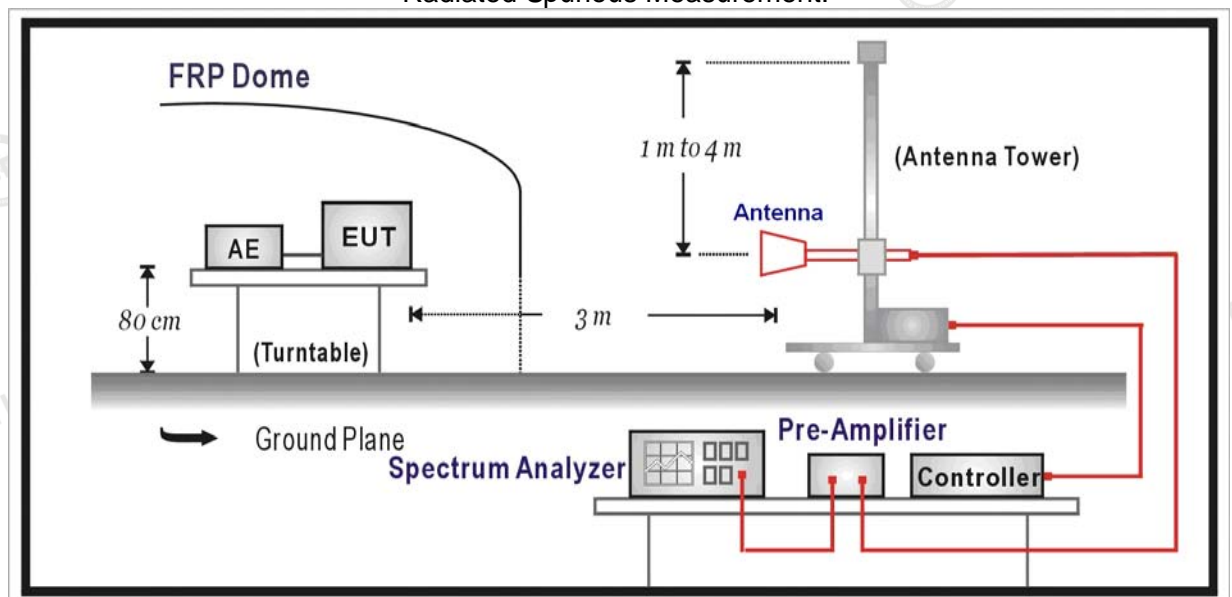 Radiated Spurious Measurement:
FRP Dome
1 m to 4 m
(Antenna Tower)
Antenna
AE
EUT
80 cm
3 m
(Turntable)
Ground Plane
Pre-Amplifier
Spectrum Analyzer
Controller